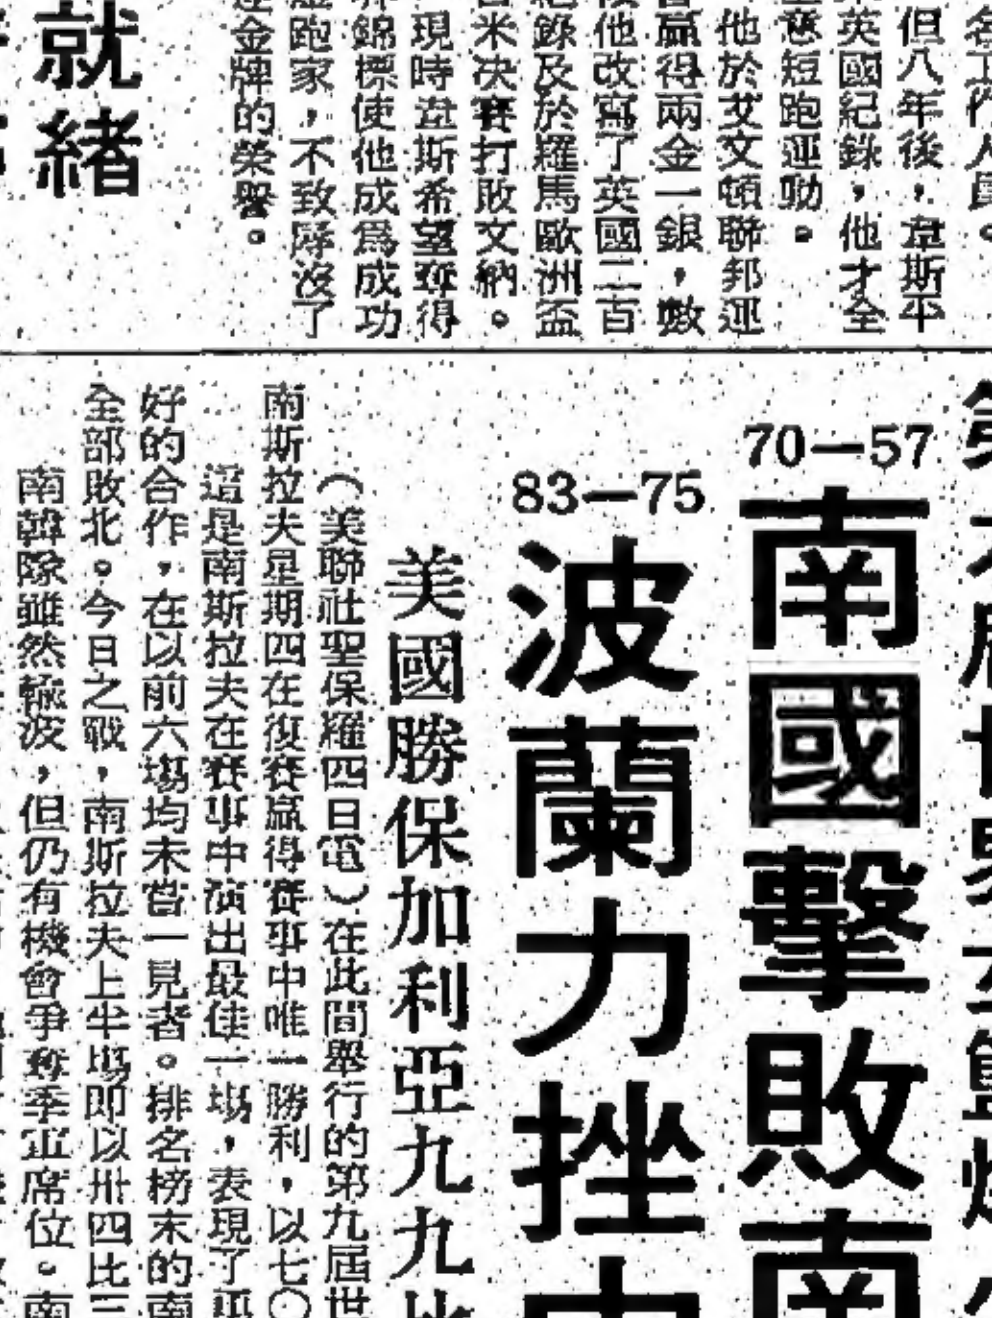 但八年後，韋斯平
英國紀錄，他才全
意短跑運動。
他於艾文頓聯邦運
贏得兩金一銀，數
他改寫了英國二百
紀錄及於羅馬歐洲盃
米決賽打敗文納。
現時韋斯希望奪得
錦標使他成爲成功
跑家，不致降没了
金牌的榮譽。
就緒
70—57
南國擊敗南
83—75
波蘭力挫
美國勝保加利亞九九比
（美聯社聖保羅四日電）在此間舉行的第九屆世
南斯拉夫星期四在復賽贏得賽事中唯一勝利，以七〇
這是南斯拉夫在賽事中演出最佳一場，表現了
好的合作，在以前六場均未嘗一見者。排名榜末的南
全部敗北。今日之戰，南斯拉夫上半場即以卅四比三
南韓隊雖然輸波，但仍有機會爭奪季軍席位。南